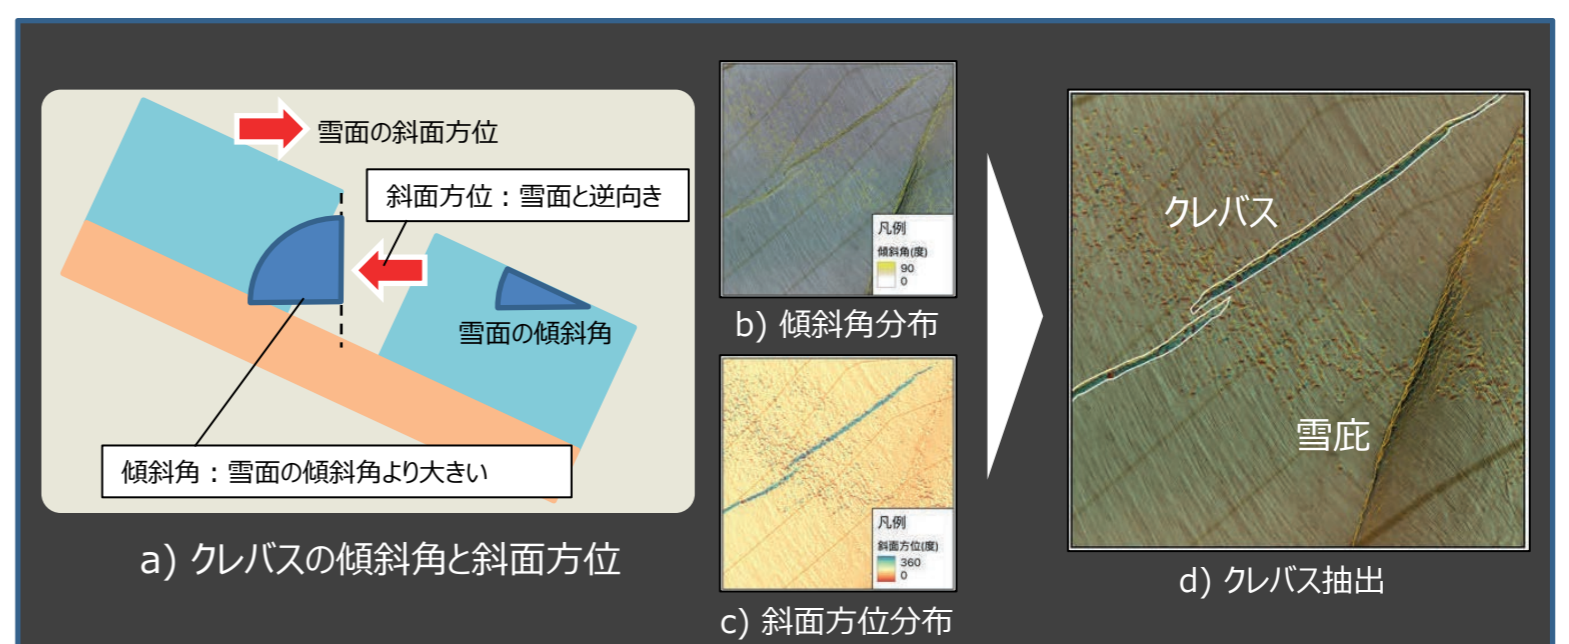 雪面の斜面方位
斜面方位：雪面と逆向き
雪面の傾斜角
傾斜角：雪面の傾斜角より大きい
a) クレバスの傾斜角と斜面方位
凡例
傾斜角(度)
90
0
b) 傾斜角分布
凡例
斜面方位(度)
360
0
c) 斜面方位分布
クレバス
雪庇
d) クレバス抽出